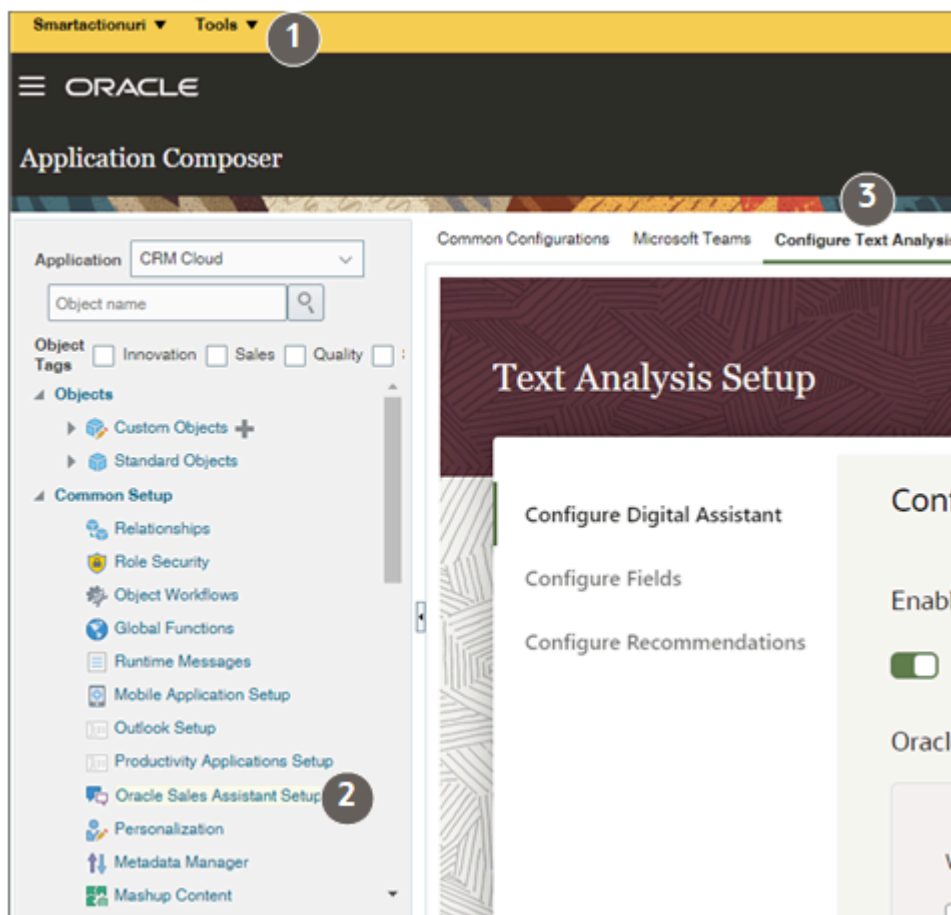 Smartactionuri ▼ Tools ▼ 1
ORACLE
Application Composer
3
Common Configurations Microsoft Teams Configure Text Analysis
Application CRM Cloud
Object name
Object Tags Innovation Sales Quality
Objects
Custom Objects
Standard Objects
Common Setup
Relationships
Role Security
Object Workflows
Global Functions
Runtime Messages
Mobile Application Setup
Outlook Setup
Productivity Applications Setup
Oracle Sales Assistant Setup 2
Personalization
Metadata Manager
Mashup Content
Text Analysis Setup
Configure Digital Assistant
Configure Fields
Configure Recommendations